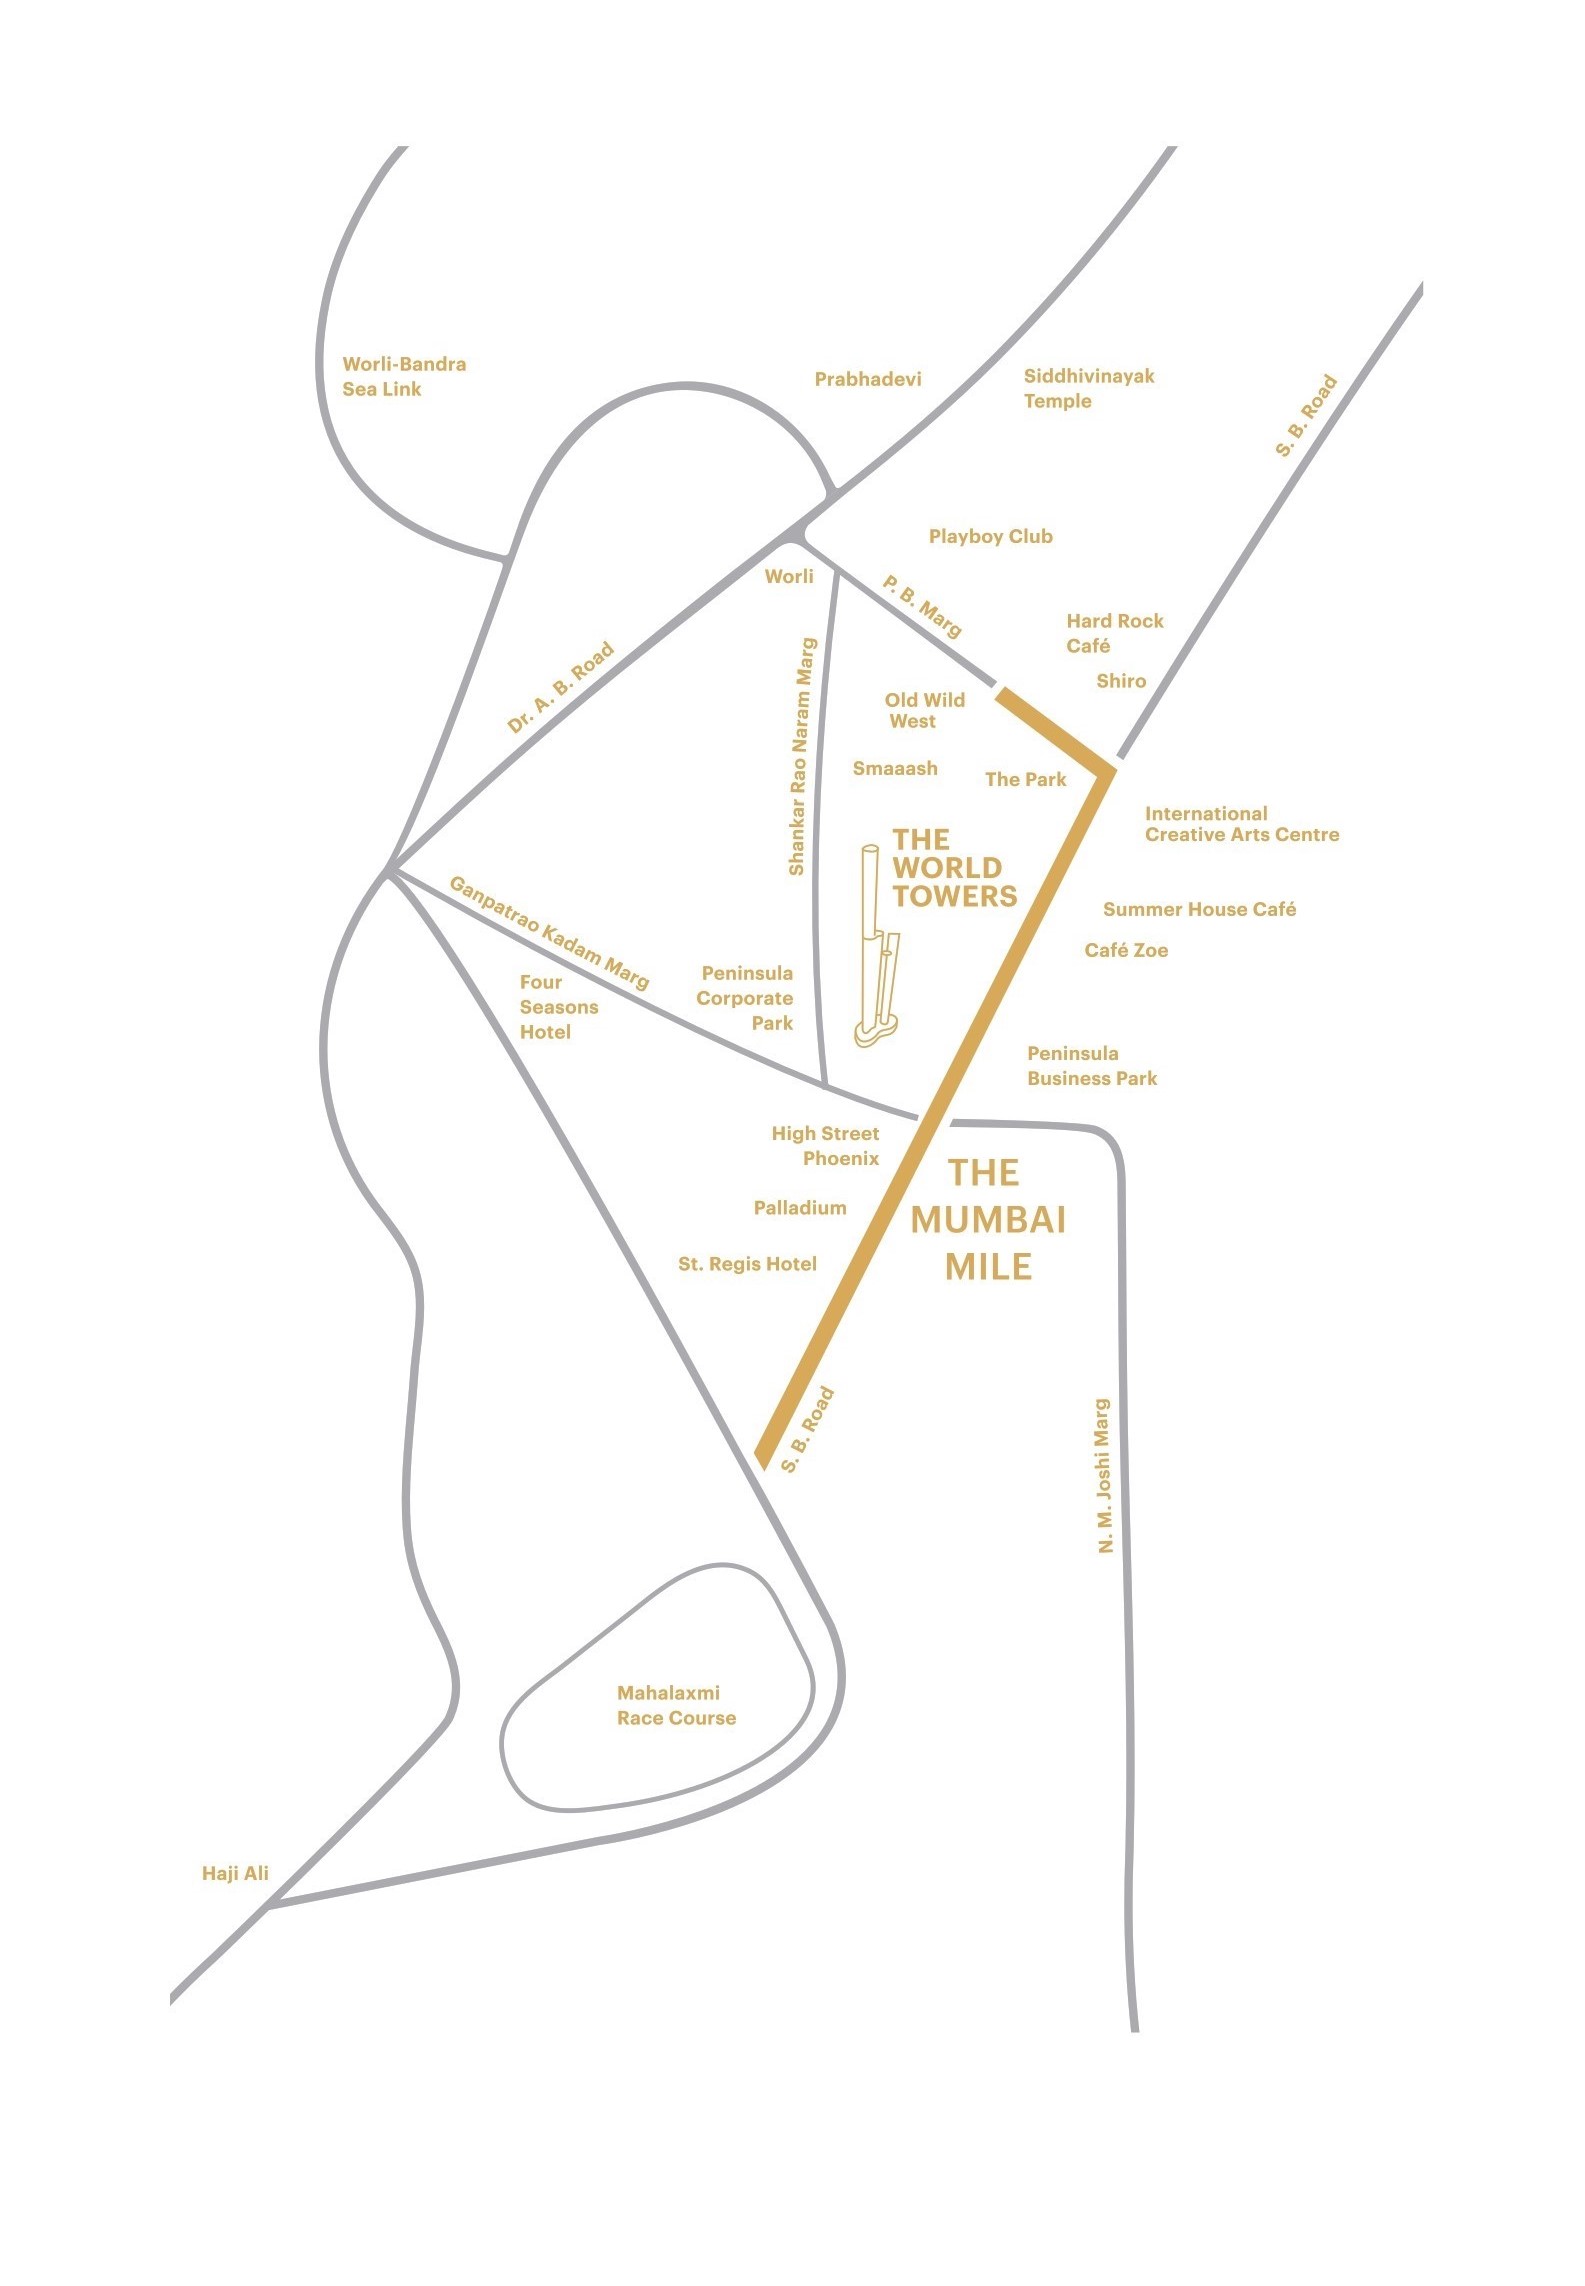 Worli-Bandra
Sea Link
Prabhadevi
Siddhivinayak
Temple
S. B. Road
Playboy Club
Worli
P. B. Marg
Hard Rock
Café
Shiro
Dr. A. B. Road
Shankar Rao Naram Marg
Old Wild
West
Smaaash
The Park
International
Creative Arts Centre
THE
WORLD
TOWERS
Summer House Café
Café Zoe
Ganpatrao Kadam Marg
Four
Seasons
Hotel
Peninsula
Corporate
Park
Peninsula
Business Park
High Street
Phoenix
THE
MUMBAI
MILE
Palladium
St. Regis Hotel
S. B. Road
N. M. Joshi Marg
Mahalaxmi
Race Course
Haji Ali